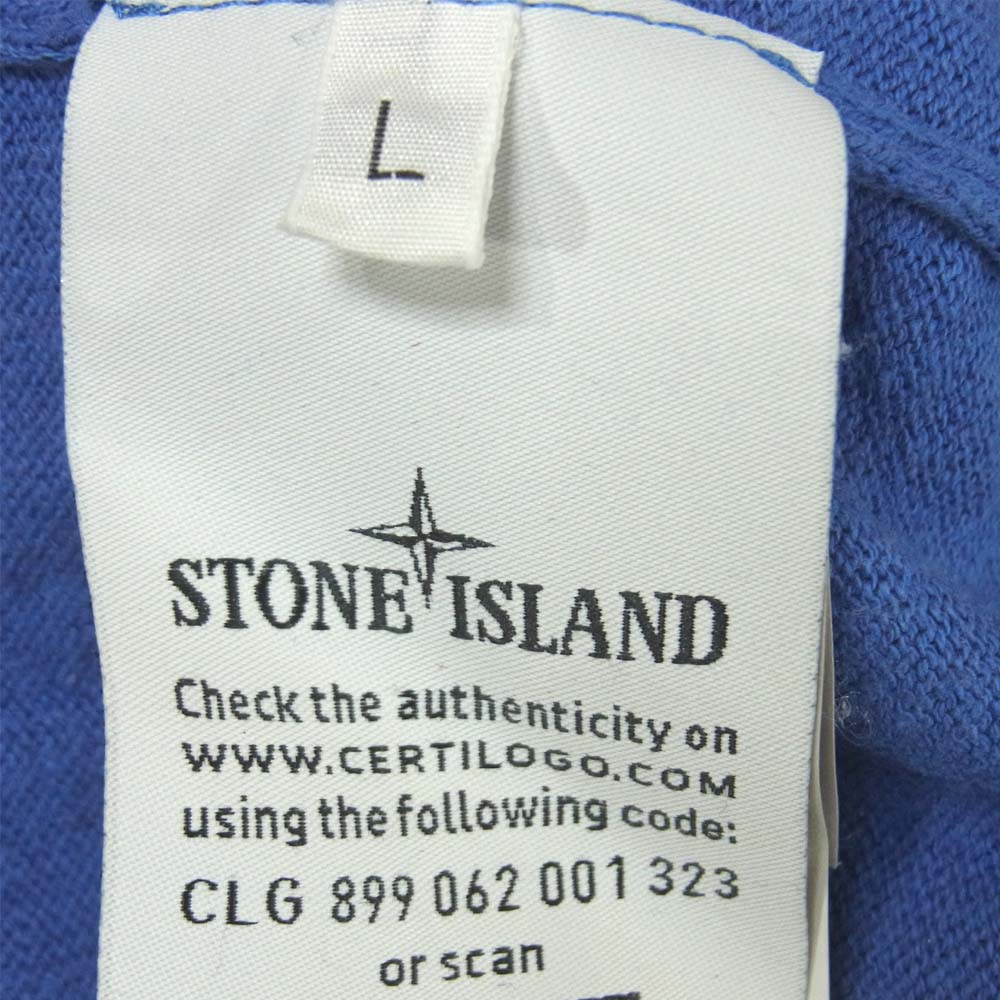 L
STONE ISLAND
Check the authenticity on
WWW.CERTILOGO.COM
using the following code:
CLG 899 062 001 323
or scan